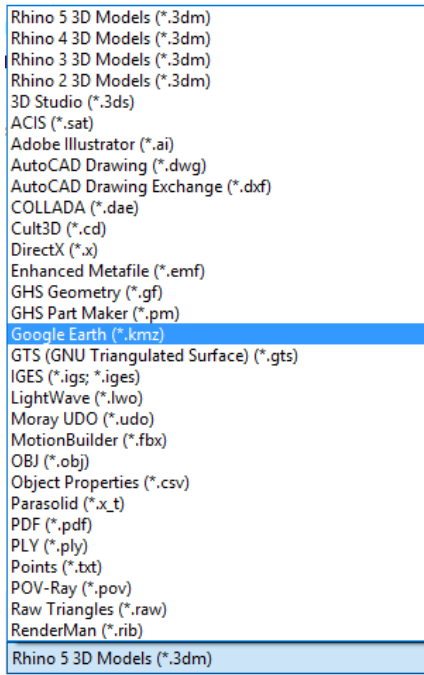 Rhino 5 3D Models (*.3dm)
Rhino 4 3D Models (*.3dm)
Rhino 3 3D Models (*.3dm)
Rhino 2 3D Models (*.3dm)
3D Studio (*.3ds)
ACIS (*.sat)
Adobe Illustrator (*.ai)
AutoCAD Drawing (*.dwg)
AutoCAD Drawing Exchange (*.dxf)
COLLADA (*.dae)
Cult3D (*.cd)
DirectX (*.x)
Enhanced Metafile (*.emf)
GHS Geometry (*.gf)
GHS Part Maker (*.pm)
Google Earth (*.kmz)
GTS (GNU Triangulated Surface) (*.gts)
IGES (*.igs; *.iges)
LightWave (*.lwo)
Moray UDO (*.udo)
MotionBuilder (*.fbx)
OBJ (*.obj)
Object Properties (*.csv)
Parasolid (*.x_t)
PDF (*.pdf)
PLY (*.ply)
Points (*.txt)
POV-Ray (*.pov)
Raw Triangles (*.raw)
RenderMan (*.rib)
Rhino 5 3D Models (*.3dm)